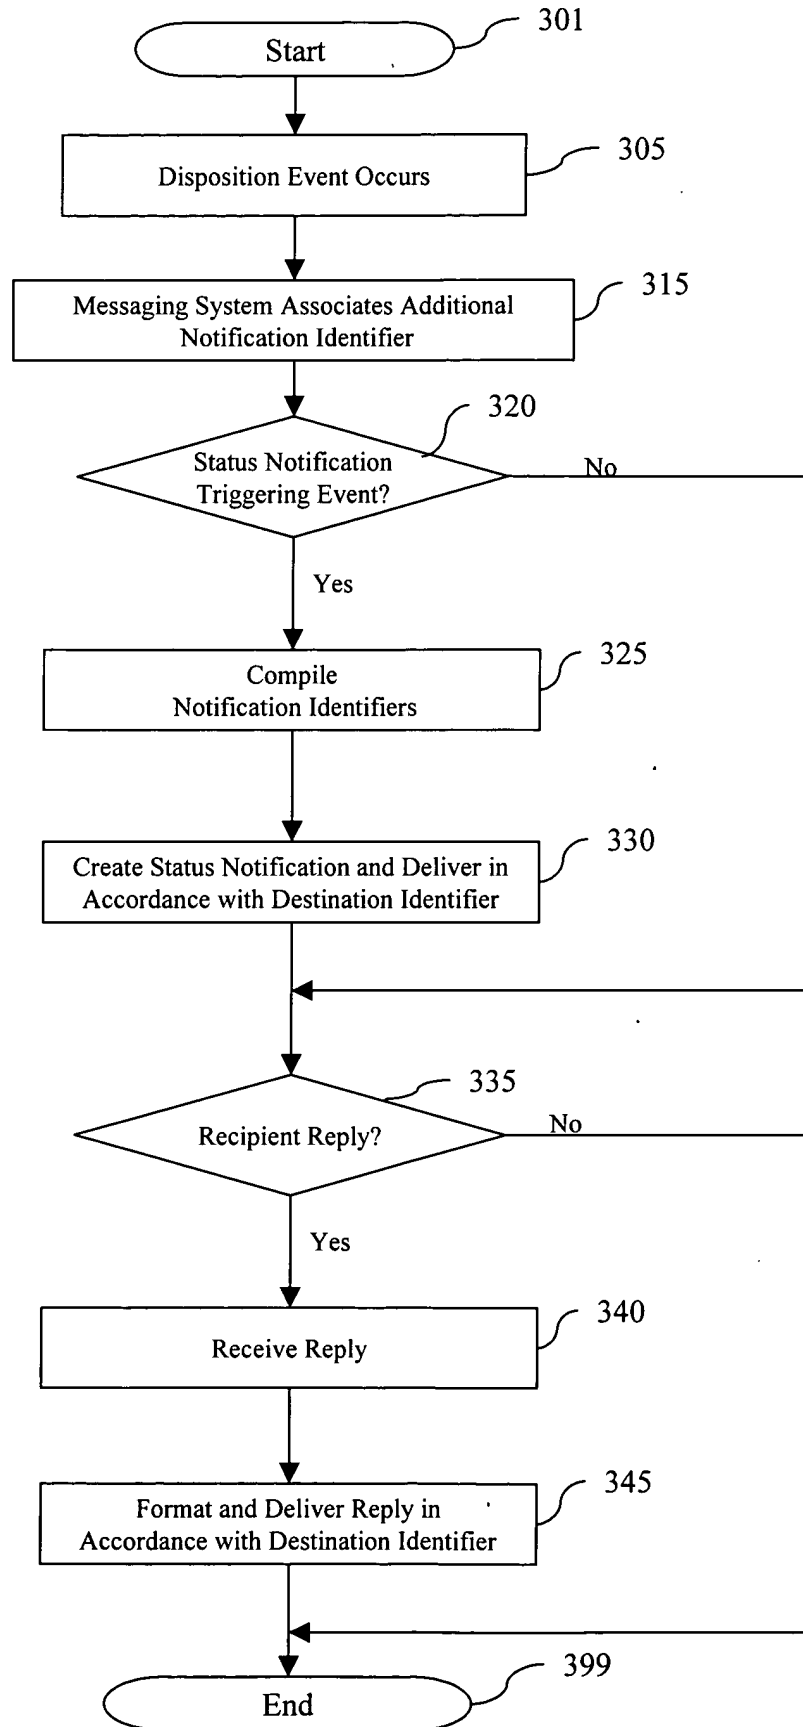 301
Start
305
Disposition Event Occurs
315
Messaging System Associates Additional
Notification Identifier
320
Status Notification
Triggering Event?
No
Yes
325
Compile
Notification Identifiers
330
Create Status Notification and Deliver in
Accordance with Destination Identifier
335
Recipient Reply?
No
Yes
340
Receive Reply
345
Format and Deliver Reply in
Accordance with Destination Identifier
399
End